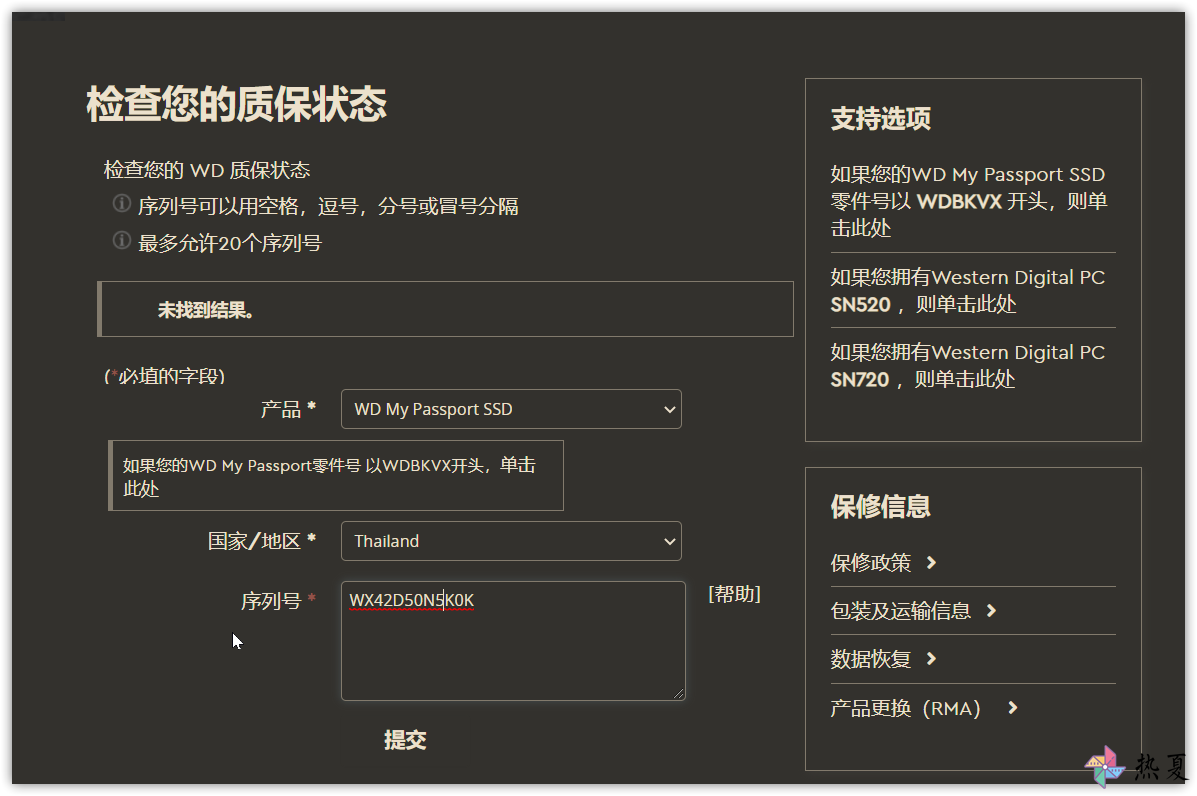 检查您的质保状态
检查您的 WD 质保状态
序列号可以用空格，逗号，分号或冒号分隔
最多允许20个序列号
未找到结果。
(*必填的字段)
产品 *
WD My Passport SSD
如果您的WD My Passport零件号 以WDBKVX开头，单击
此处
国家/地区 *
Thailand
序列号 *
WX42D50N5K0K
[帮助]
提交
支持选项
如果您的WD My Passport SSD
零件号以 WDBKVX 开头，则单
击此处
如果您拥有Western Digital PC
SN520 ，则单击此处
如果您拥有Western Digital PC
SN720 ，则单击此处
保修信息
保修政策
包装及运输信息
数据恢复
产品更换（RMA）
热夏